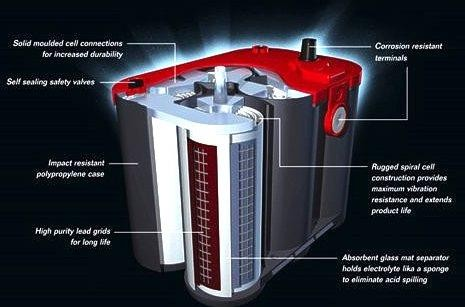 Solid moulded cell connections
for increased durability
Self sealing safety valves
Impact resistant
polypropylene case
High purity lead grids
for long life
Corrosion resistant
terminals
Rugged spiral cell
construction provides
maximum vibration
resistance and extends
product life
Absorbent glass mat separator
holds electrolyte like a sponge
to eliminate acid spilling